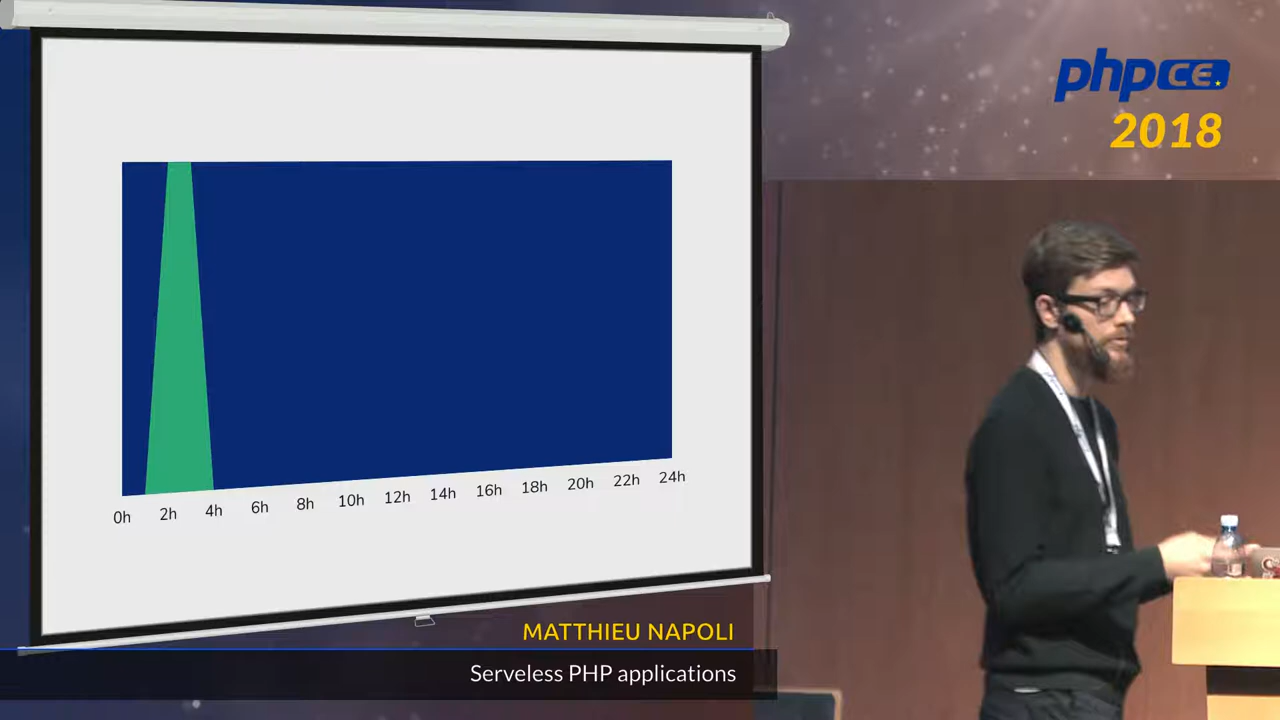 phpce
2018
0h 2h 4h 6h 8h 10h 12h 14h 16h 18h 20h 22h 24h
MATTHIEU NAPOLI
Serveless PHP applications